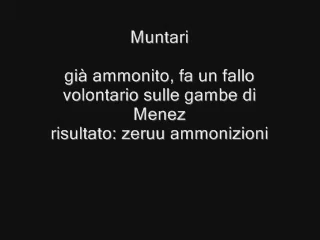 Muntari
già ammonito, fa un fallo
volontario sulle gambe di
Menez
risultato: zeruu ammonizioni